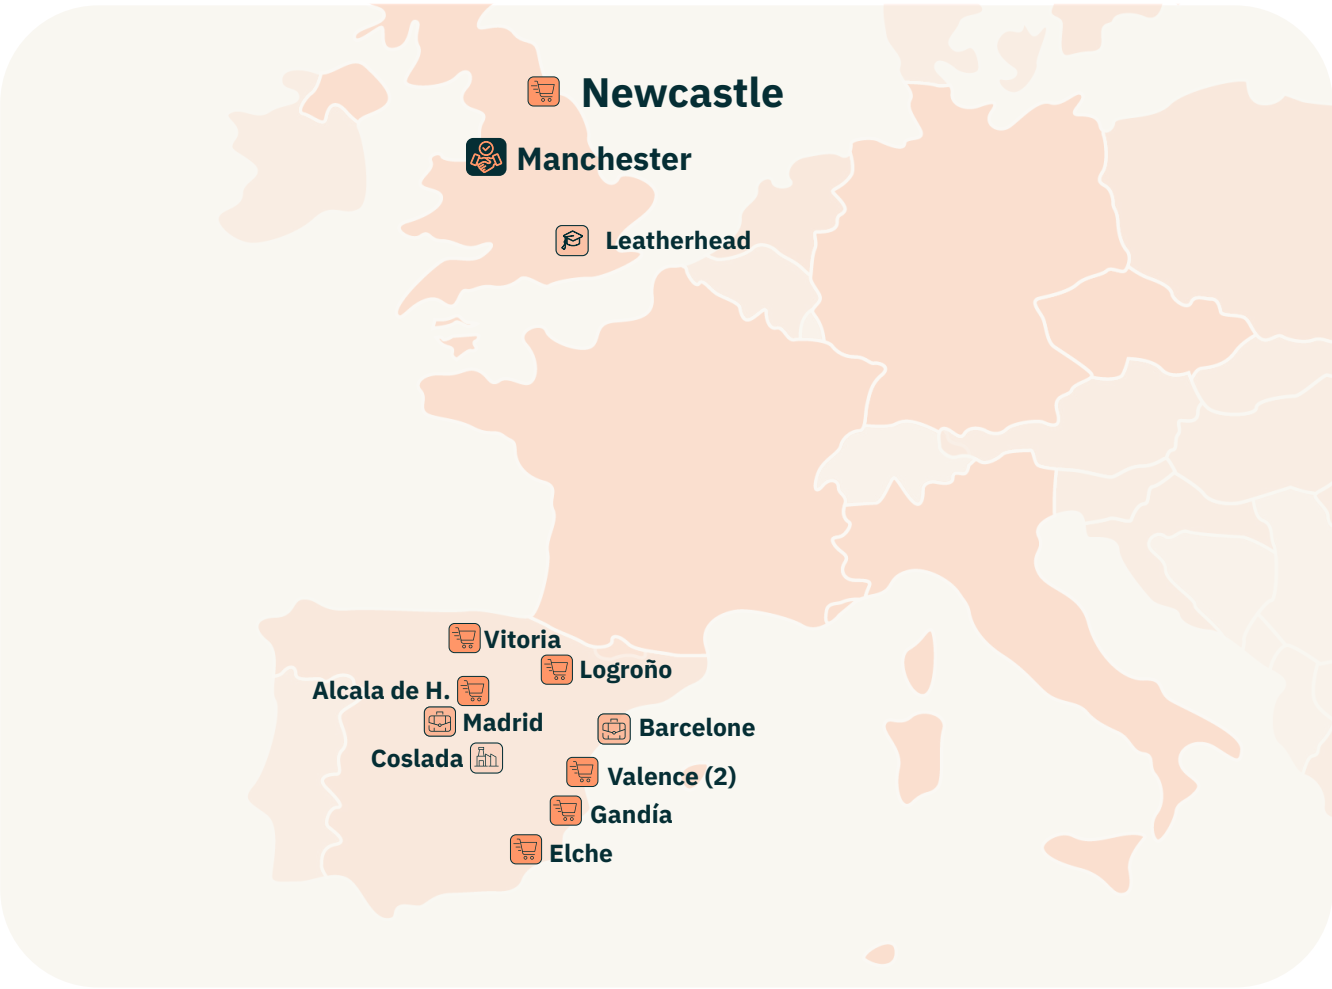 Newcastle
Manchester
Leatherhead
Vitoria
Logroño
Alcala de H.
Madrid
Barcelone
Coslada
Valence (2)
Gandía
Elche